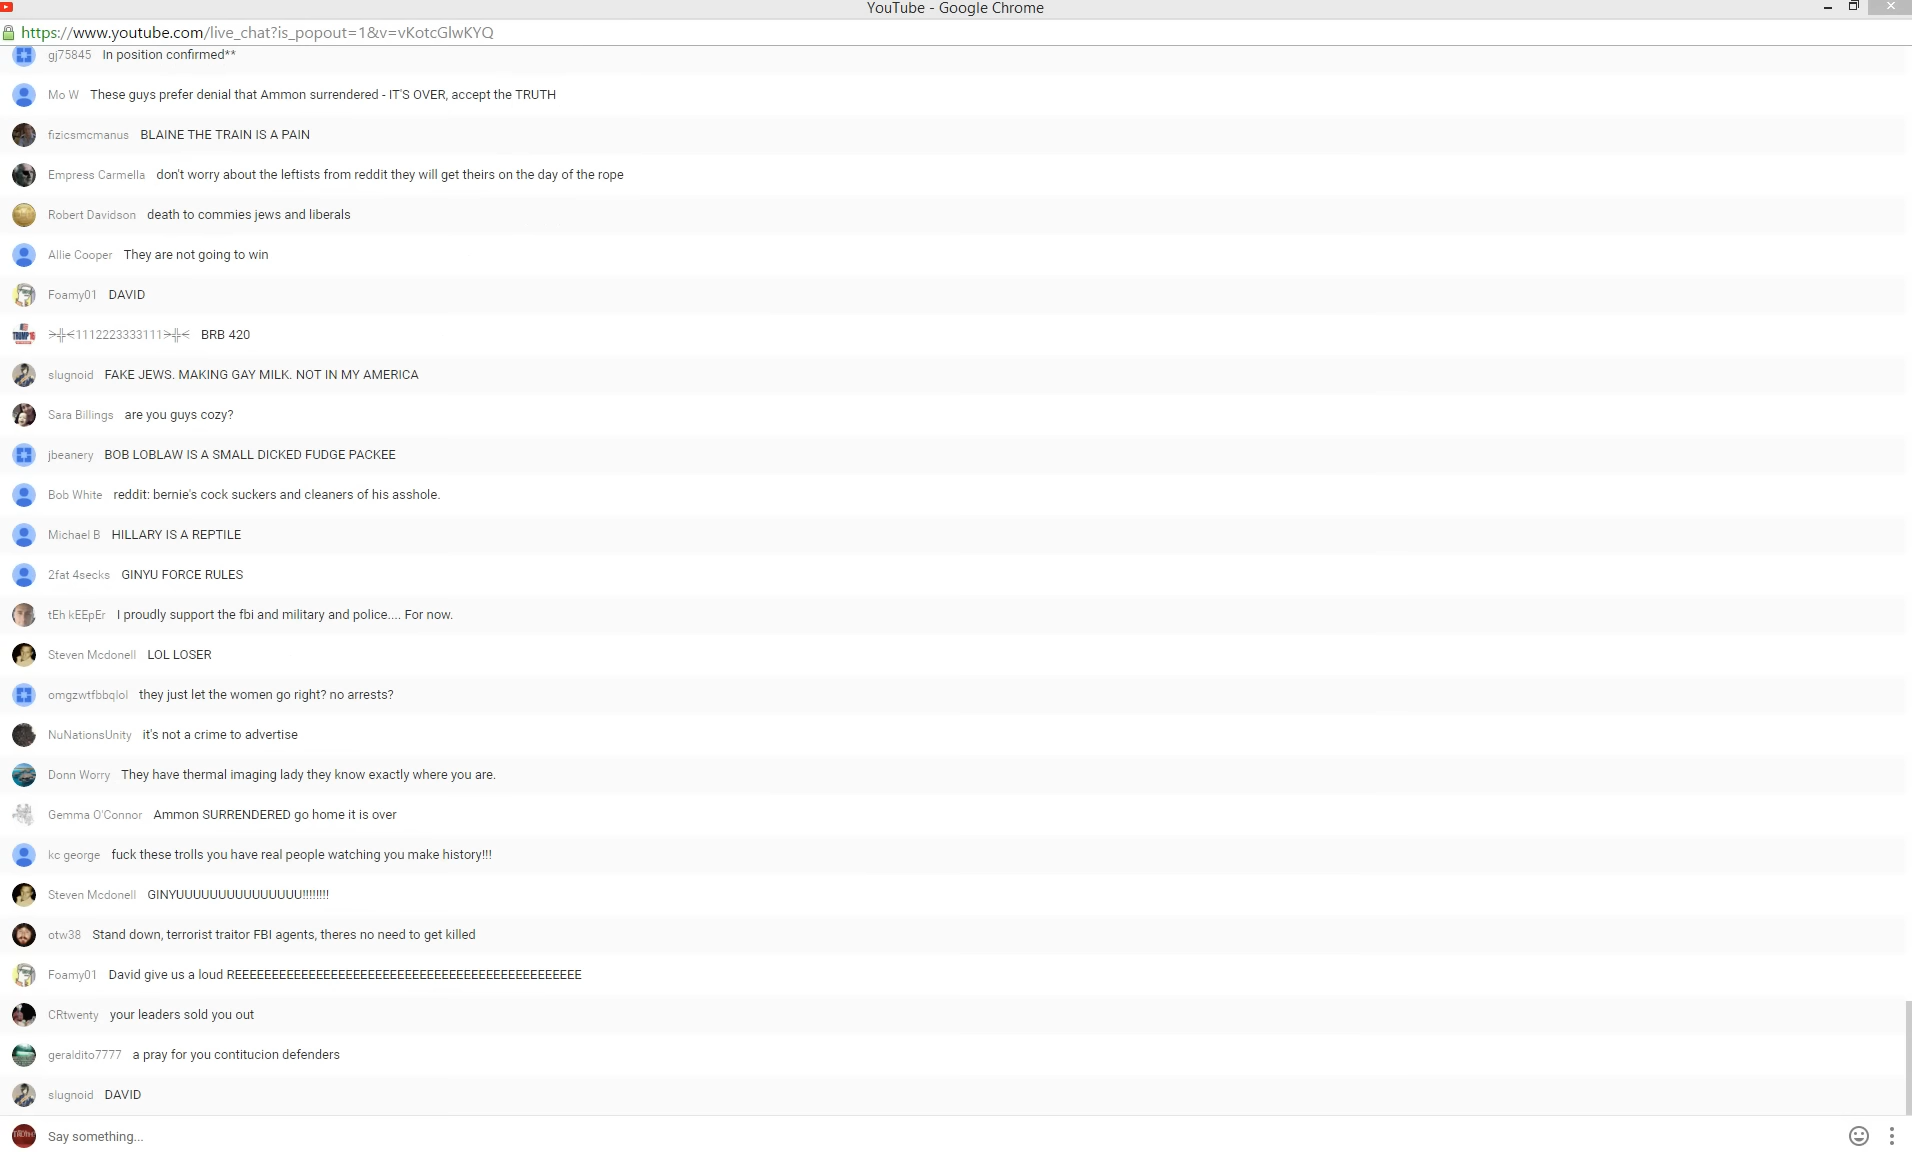 YouTube - Google Chrome
https://www.youtube.com/live_chat?is_popout=1&v=vKotcGlwKYQ
gj75845 In position confirmed**
Mo W These guys prefer denial that Ammon surrendered - IT'S OVER, accept the TRUTH
fizicsmcmanus BLAINE THE TRAIN IS A PAIN
Empress Carmella don't worry about the leftists from reddit they will get theirs on the day of the rope
Robert Davidson death to commies jews and liberals
Allie Cooper They are not going to win
Foamy01 DAVID
TRUMP16
⋟╬⋞1112223333111⋟╬⋞ BRB 420
slugnoid FAKE JEWS. MAKING GAY MILK. NOT IN MY AMERICA
Sara Billings are you guys cozy?
jbeanery BOB LOBLAW IS A SMALL DICKED FUDGE PACKEE
Bob White reddit: bernie's cock suckers and cleaners of his asshole.
Michael B HILLARY IS A REPTILE
2fat 4secks GINYU FORCE RULES
tEh kEEpEr I proudly support the fbi and military and police.... For now.
Steven Mcdonell LOL LOSER
omgzwtfbbqlol they just let the women go right? no arrests?
NuNationsUnity it's not a crime to advertise
Donn Worry They have thermal imaging lady they know exactly where you are.
Gemma O'Connor Ammon SURRENDERED go home it is over
kc george fuck these trolls you have real people watching you make history!!!
Steven Mcdonell GINYUUUUUUUUUUUUUUU!!!!!!!!
otw38 Stand down, terrorist traitor FBI agents, theres no need to get killed
Foamy01 David give us a loud REEEEEEEEEEEEEEEEEEEEEEEEEEEEEEEEEEEEEEEEEEEEEEEE
CRtwenty your leaders sold you out
geraldito7777 a pray for you contitucion defenders
slugnoid DAVID
TRUTH
Say something...